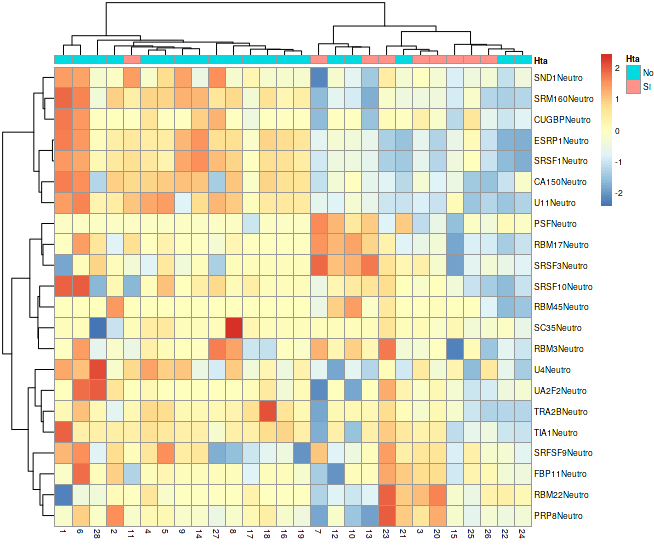 Hta
Hta
No
Si
2
1
0
-1
-2
SND1Neutro
SRM160Neutro
CUGBPNeutro
ESRP1Neutro
SRSF1Neutro
CA150Neutro
U11Neutro
PSFNeutro
RBM17Neutro
SRSF3Neutro
SRSF10Neutro
RBM45Neutro
SC35Neutro
RBM3Neutro
U4Neutro
UA2F2Neutro
TRA2BNeutro
TIA1Neutro
SRFSF9Neutro
FBP11Neutro
RBM22Neutro
PRP8Neutro
1 6 28 2 11 4 5 9 14 27 8 17 18 16 19 7 12 10 13 23 21 3 20 15 25 26 22 24